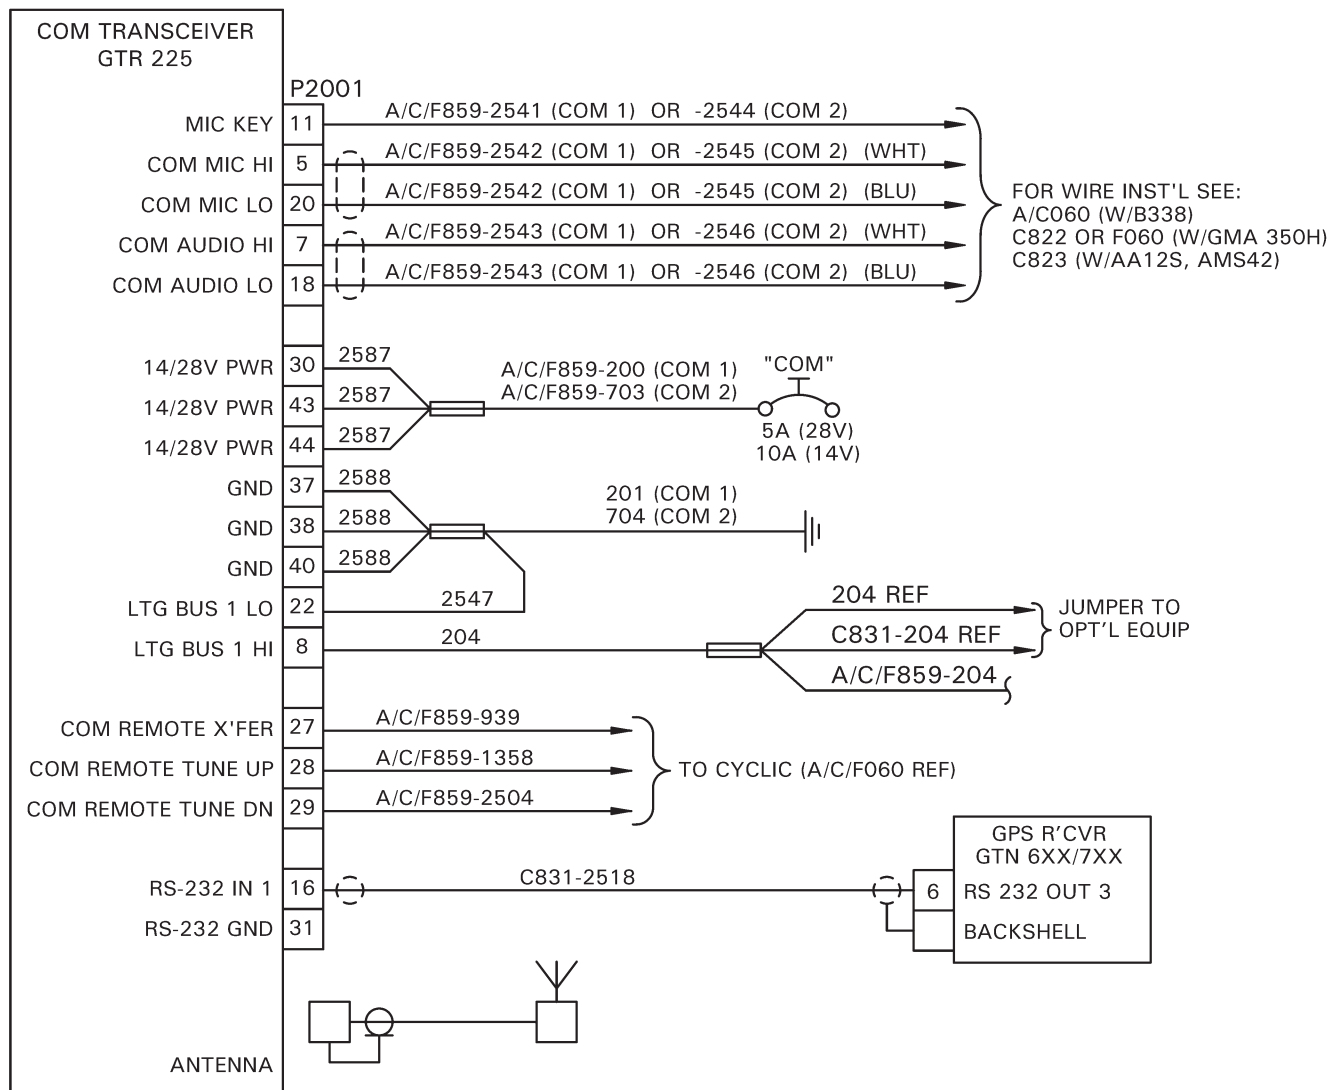 COM TRANSCEIVER
GTR 225
P2001
MIC KEY 11 A/C/F859-2541 (COM 1) OR -2544 (COM 2)
COM MIC HI 5 A/C/F859-2542 (COM 1) OR -2545 (COM 2) (WHT)
COM MIC LO 20 A/C/F859-2542 (COM 1) OR -2545 (COM 2) (BLU)
COM AUDIO HI 7 A/C/F859-2543 (COM 1) OR -2546 (COM 2) (WHT)
COM AUDIO LO 18 A/C/F859-2543 (COM 1) OR -2546 (COM 2) (BLU)
FOR WIRE INST'L SEE:
A/C060 (W/B338)
C822 OR F060 (W/GMA 350H)
C823 (W/AA12S, AMS42)
14/28V PWR 30 2587
14/28V PWR 43 2587
14/28V PWR 44 2587
A/C/F859-200 (COM 1)
A/C/F859-703 (COM 2)
"COM"
5A (28V)
10A (14V)
GND 37 2588
GND 38 2588
GND 40 2588
201 (COM 1)
704 (COM 2)
LTG BUS 1 LO 22 2547
LTG BUS 1 HI 8 204
204 REF
C831-204 REF
A/C/F859-204
JUMPER TO
OPT'L EQUIP
COM REMOTE X'FER 27 A/C/F859-939
COM REMOTE TUNE UP 28 A/C/F859-1358
COM REMOTE TUNE DN 29 A/C/F859-2504
TO CYCLIC (A/C/F060 REF)
RS-232 IN 1 16 C831-2518
RS-232 GND 31
GPS R'CVR
GTN 6XX/7XX
6 RS 232 OUT 3
BACKSHELL
ANTENNA